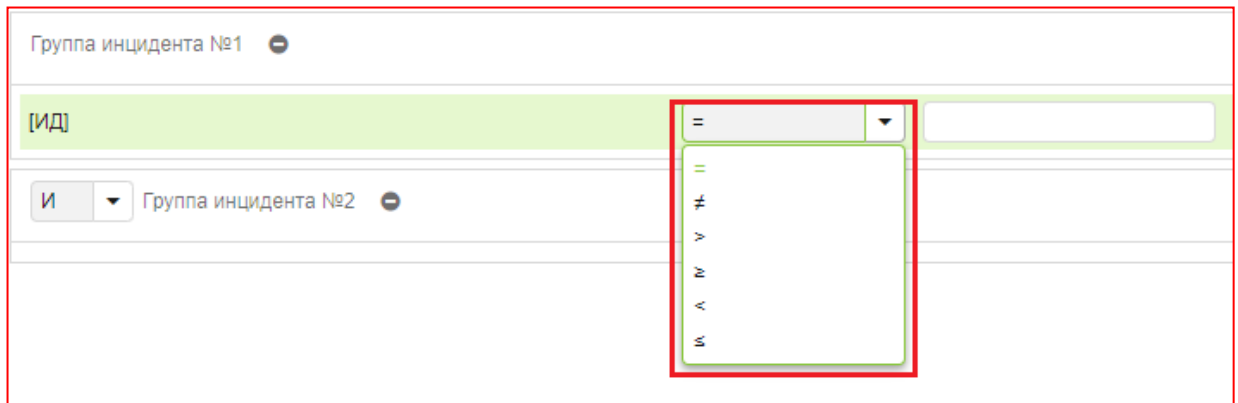 Группа инцидента №1
[ИД] =
=
≠
>
≥
<
≤
И Группа инцидента №2